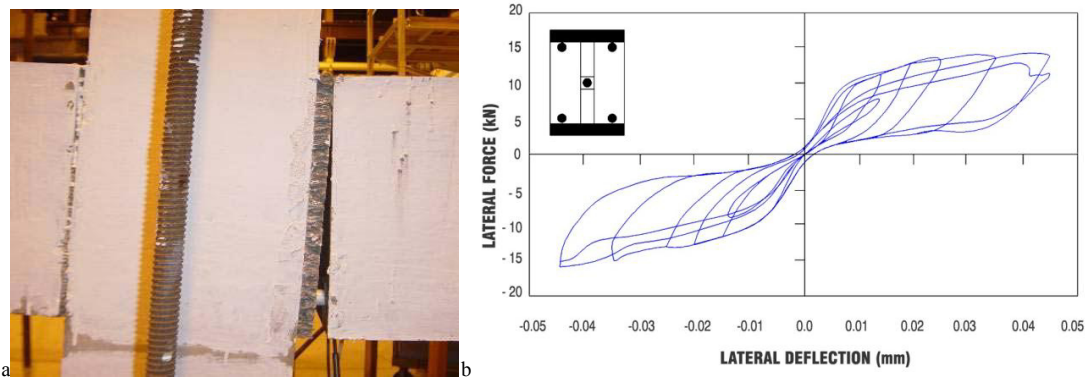 20
15
10
5
0
- 5
- 10
- 15
- 20
LATERAL FORCE (kN)
-0.05 -0.04 -0.03 -0.02 -0.01 0.0 0.01 0.02 0.03 0.04 0.05
LATERAL DEFLECTION (mm)
a
b